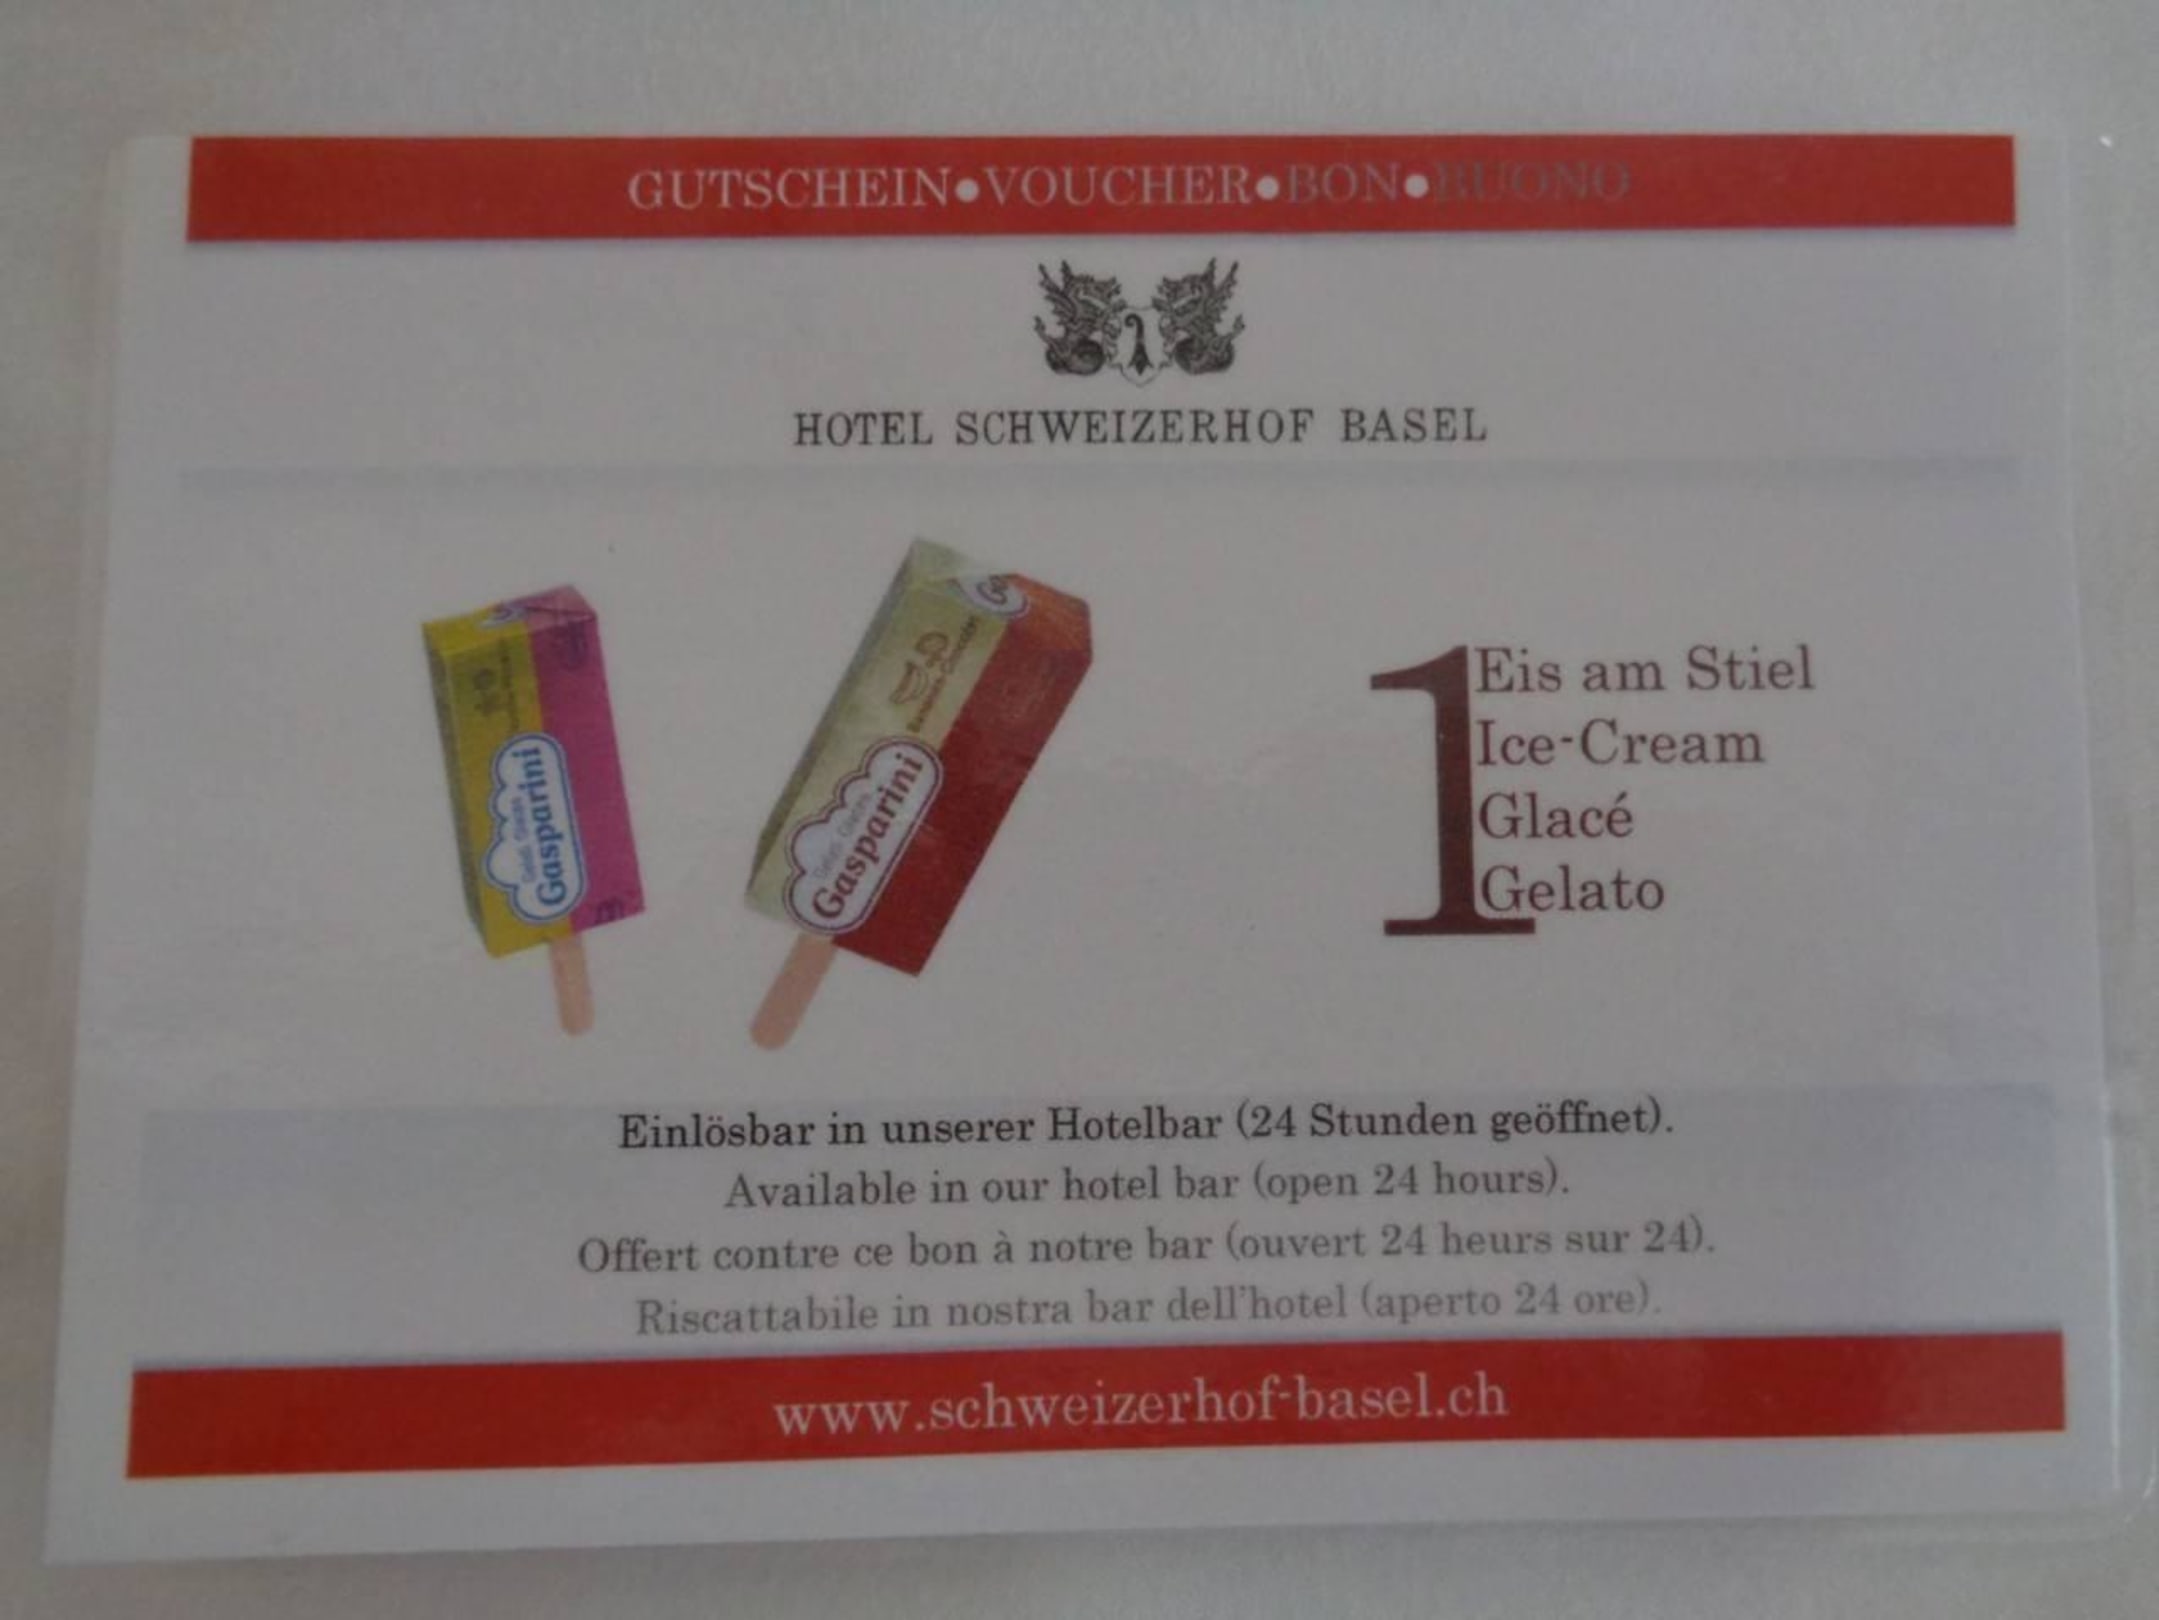 GUTSCHEIN●VOUCHER●BON●BUONO
HOTEL SCHWEIZERHOF BASEL
Gasparini
Gasparini
1
Eis am Stiel
Ice-Cream
Glacé
Gelato
Einlösbar in unserer Hotelbar (24 Stunden geöffnet).
Available in our hotel bar (open 24 hours).
Offert contre ce bon à notre bar (ouvert 24 heurs sur 24).
Riscattabile in nostra bar dell'hotel (aperto 24 ore).
www.schweizerhof-basel.ch